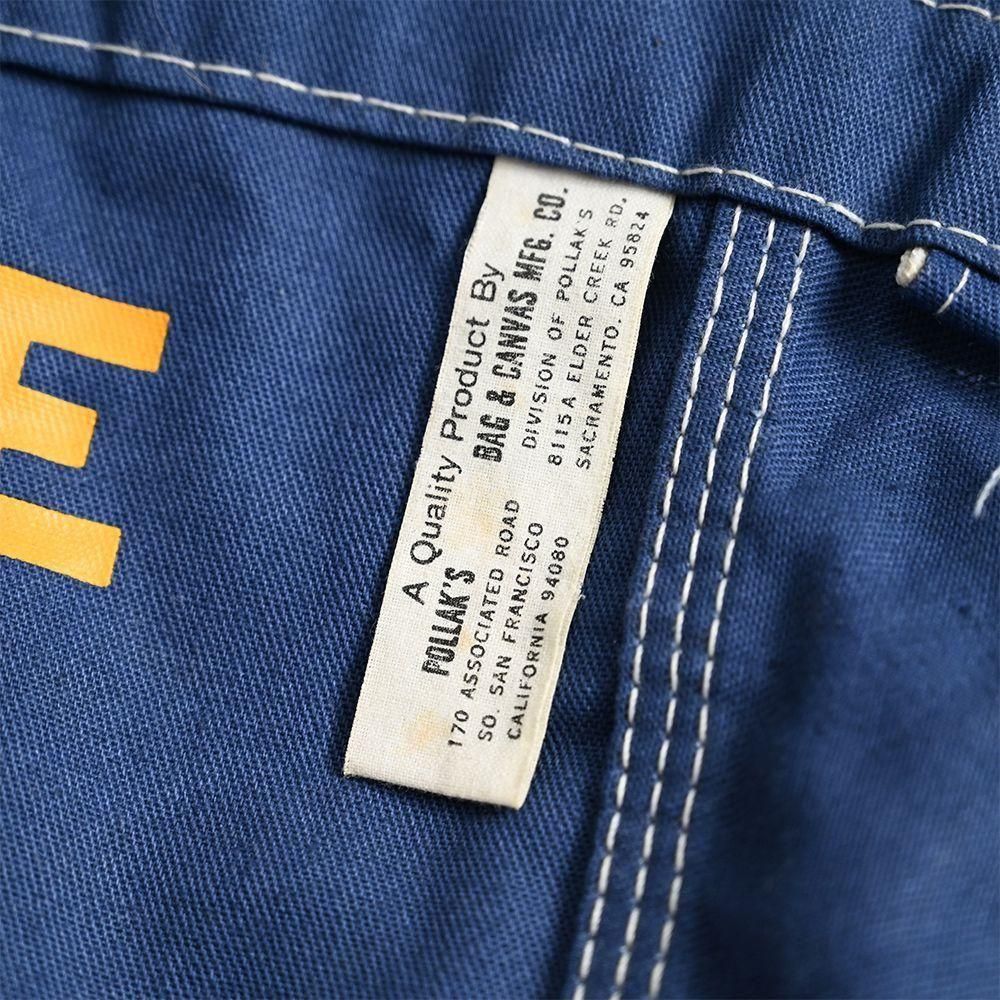 E
A Quality Product By
POLLAK'S
170 ASSOCIATED ROAD
SO. SAN FRANCISCO
CALIFORNIA 94080
BAG & CANVAS MFG. CO.
DIVISION OF POLLAK'S
8115A ELDER CREEK RD.
SACRAMENTO. CA 95824